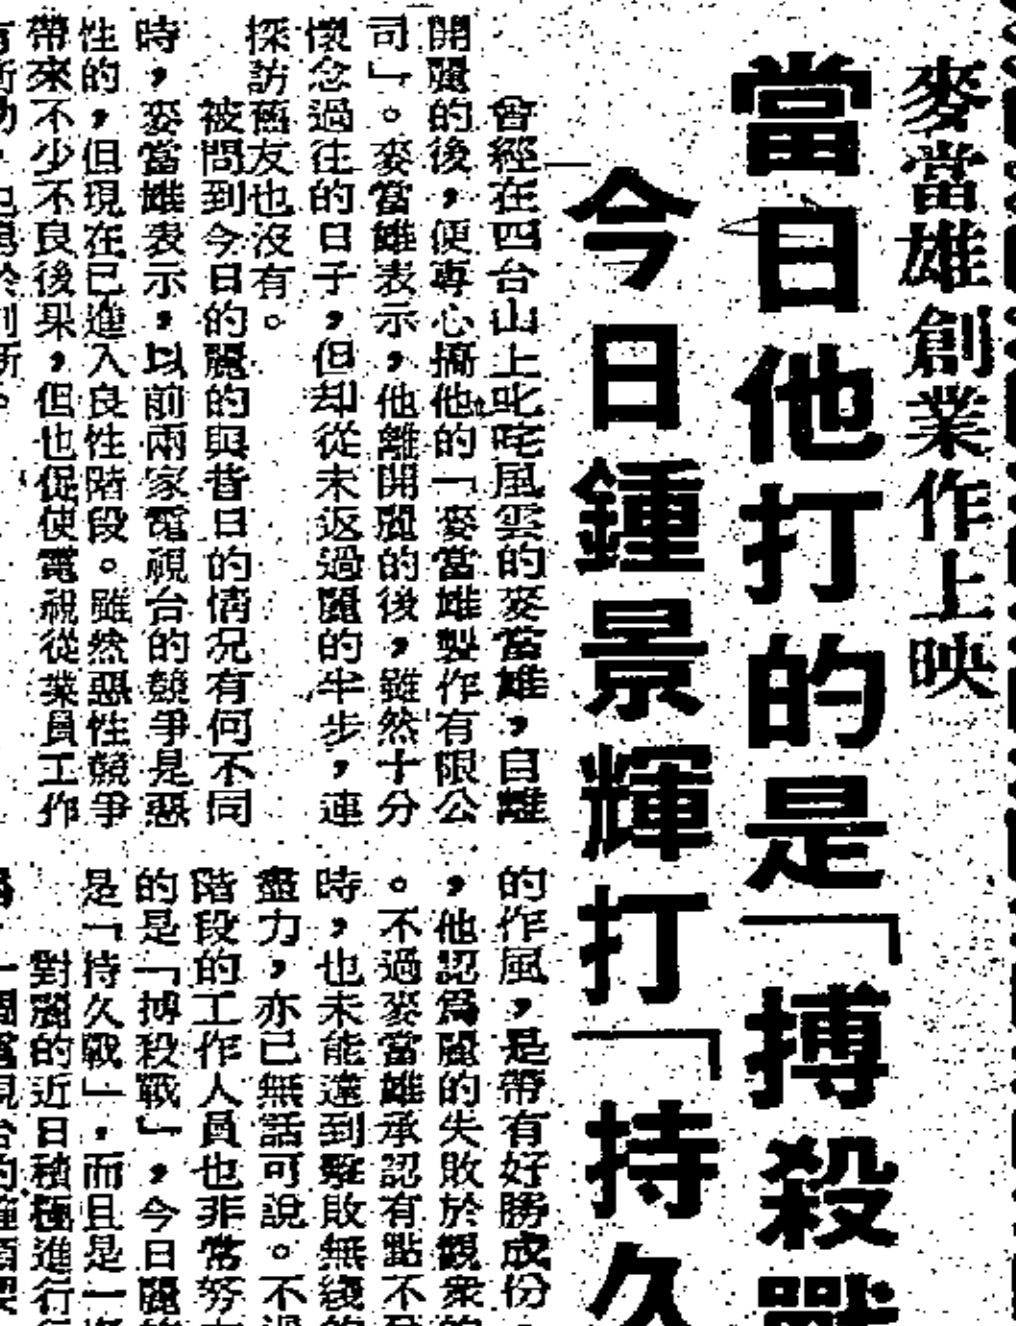 麥當雄創業作上映
當日他打的是「搏殺戰
今日鍾景輝打「持久
曾經在四台山上叱咤風雲的麥當雄，自離
開麗的後，便專心搞他的「麥當雄製作有限公
司」。麥當雄表示，他離開麗的後，雖然十分
懷念過往的日子，但却從未返過麗的半步，連
探訪舊友也沒有。
被問到今日的麗的與昔日的情况有何不同
時，麥當雄表示，以前兩家電視台的競爭是惡
性的，但現在已進入良性階段。雖然惡性競爭
帶來不少不良後果，但也促使電視從業員工作
的作風，是帶有好勝成份
，他認爲麗的失敗於觀衆的
。不過麥當雄承認有點不
時，也未能達到擊敗無綫的
盡力，亦已無話可說。不過
階段的工作人員也非常努
的是「搏殺戰」，今日麗的
是「持久戰」，而且是一
對麗的近日積極進行